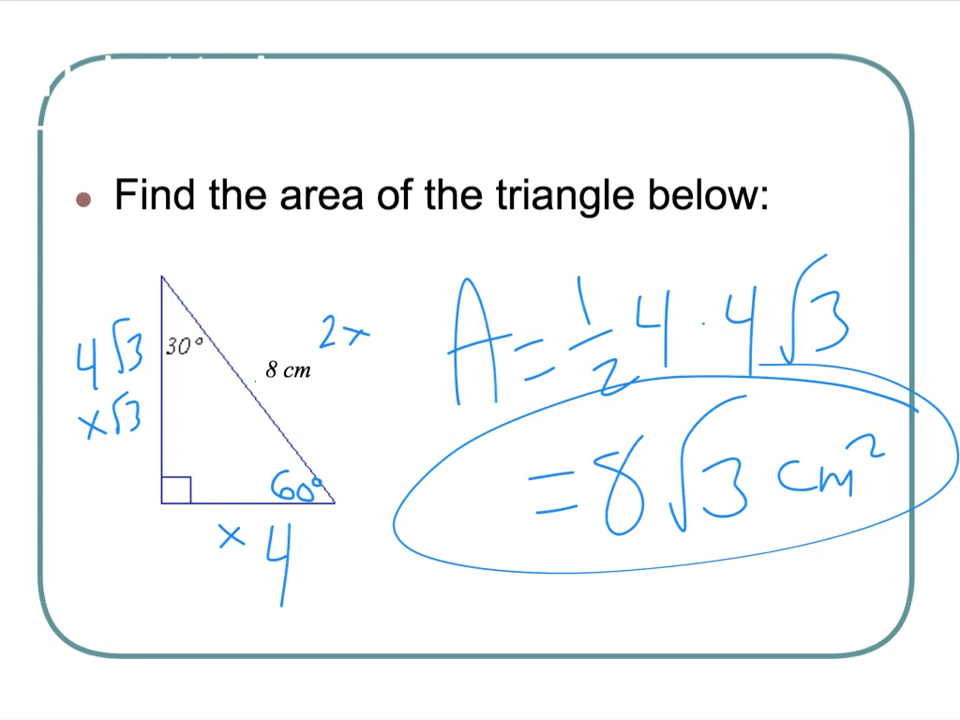 Find the area of the triangle below:
4√3
x√3
30°
2x
8 cm
60°
x 4
A = 1/2 4 · 4√3
= 8√3 cm²